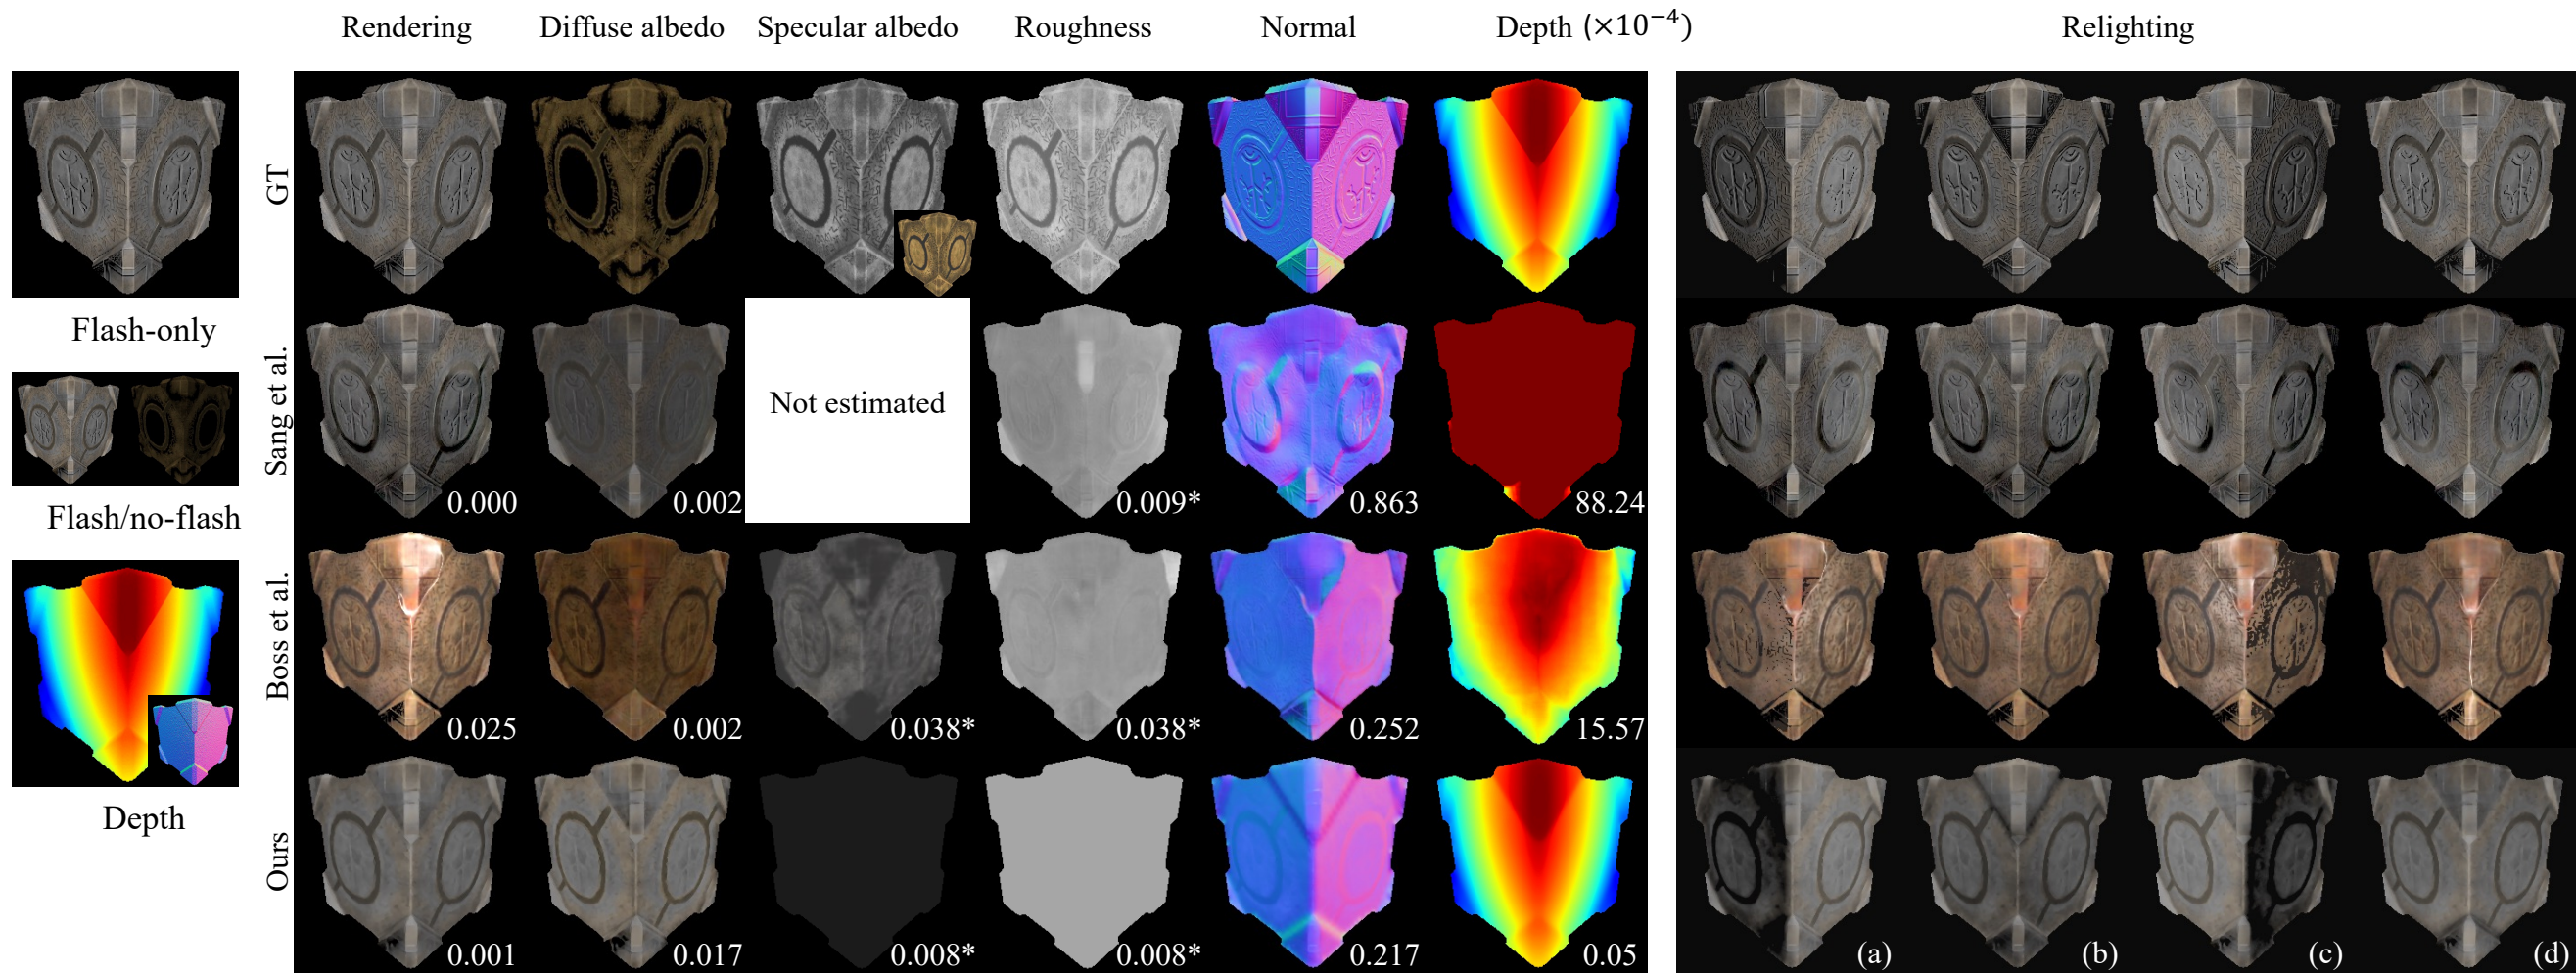 Rendering Diffuse albedo Specular albedo Roughness Normal Depth (×10⁻⁴) Relighting
GT
Flash-only
Sang et al.
Not estimated
0.000 0.002 0.009* 0.863 88.24
Flash/no-flash
Boss et al.
0.025 0.002 0.038* 0.038* 0.252 15.57
Depth
Ours
0.001 0.017 0.008* 0.008* 0.217 0.05
(a) (b) (c) (d)